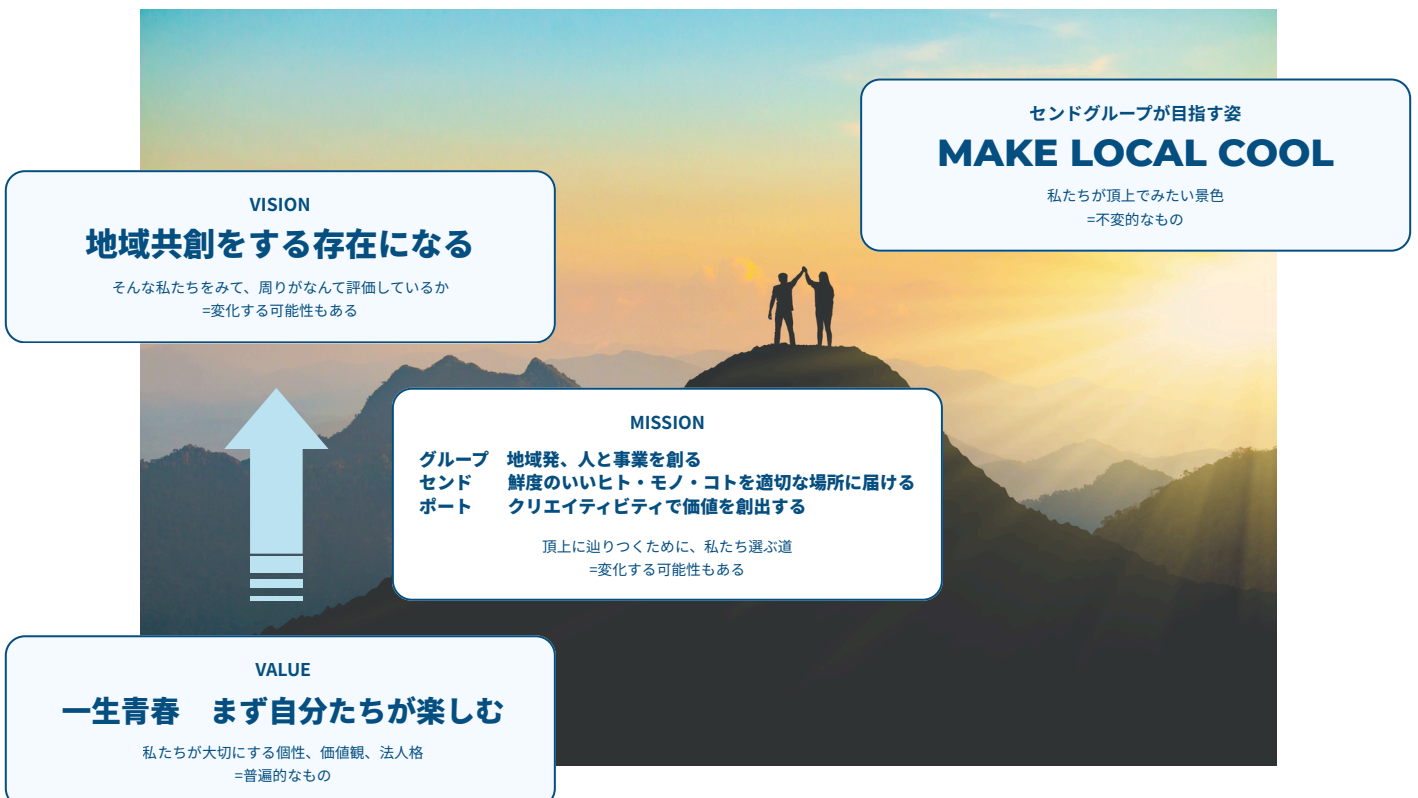 センドグループが目指す姿
MAKE LOCAL COOL
私たちが頂上でみたい景色
=不変的なもの
VISION
地域共創をする存在になる
そんな私たちをみて、周りがなんて評価しているか
=変化する可能性もある
MISSION
グループ　地域発、人と事業を創る
センド　　鮮度のいいヒト・モノ・コトを適切な場所に届ける
ポート　　クリエイティビティで価値を創出する
頂上に辿りつくために、私たち選ぶ道
=変化する可能性もある
VALUE
一生青春　まず自分たちが楽しむ
私たちが大切にする個性、価値観、法人格
=普遍的なもの